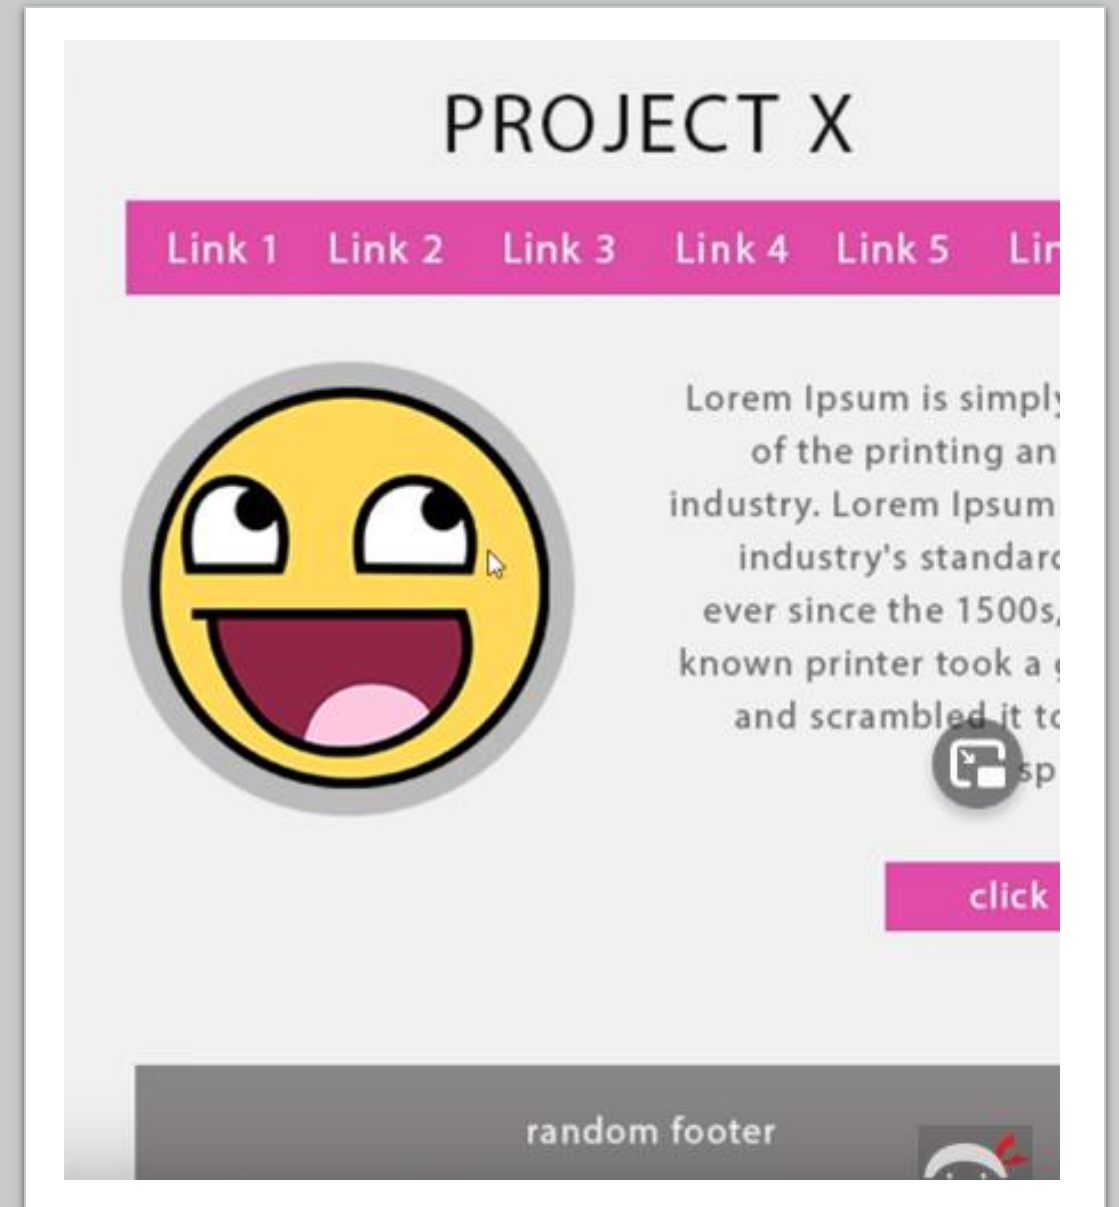 PROJECT X
Link 1 Link 2 Link 3 Link 4 Link 5 Lin
Lorem Ipsum is simply
of the printing an
industry. Lorem Ipsum
industry's standard
ever since the 1500s,
known printer took a g
and scrambled it to
sp
click
random footer